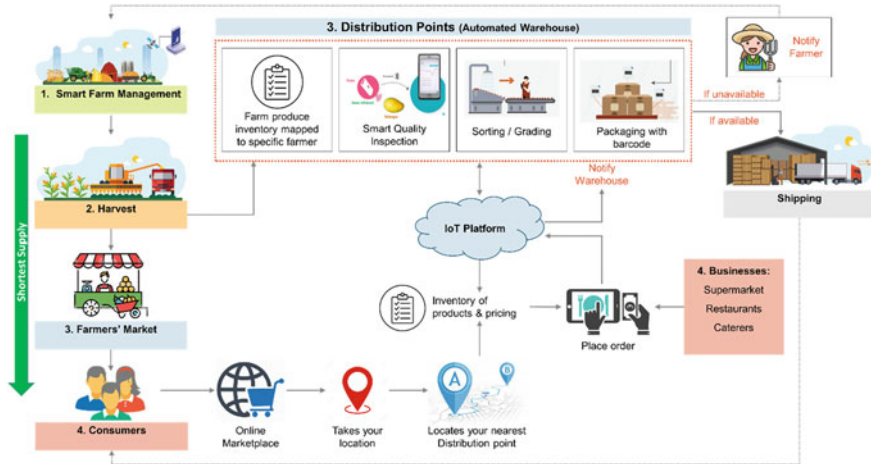 3. Distribution Points (Automated Warehouse)
Notify
Farmer
1. Smart Farm Management
Farm produce
inventory mapped
to specific farmer
Smart Quality
Inspection
Sorting / Grading
Packaging with
barcode
If unavailable
If available
Notify
Warehouse
2. Harvest
Shipping
IoT Platform
Shortest Supply
4. Businesses:
Supermarket
Restaurants
Caterers
Inventory of
products & pricing
Place order
3. Farmers' Market
A
B
4. Consumers
Online
Marketplace
Takes your
location
Locates your nearest
Distribution point